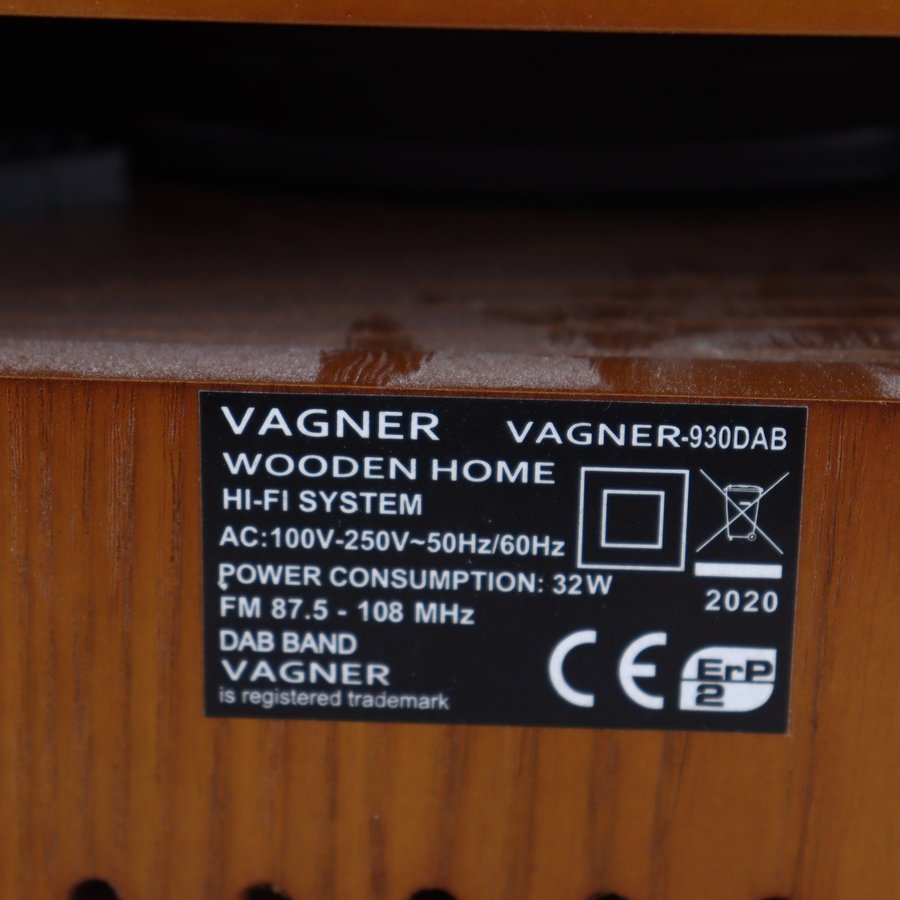 VAGNER VAGNER-930DAB
WOODEN HOME
HI-FI SYSTEM
AC:100V-250V~50Hz/60Hz
POWER CONSUMPTION: 32W
FM 87.5 - 108 MHz
2020
DAB BAND
VAGNER
is registered trademark
CE
ErP
2